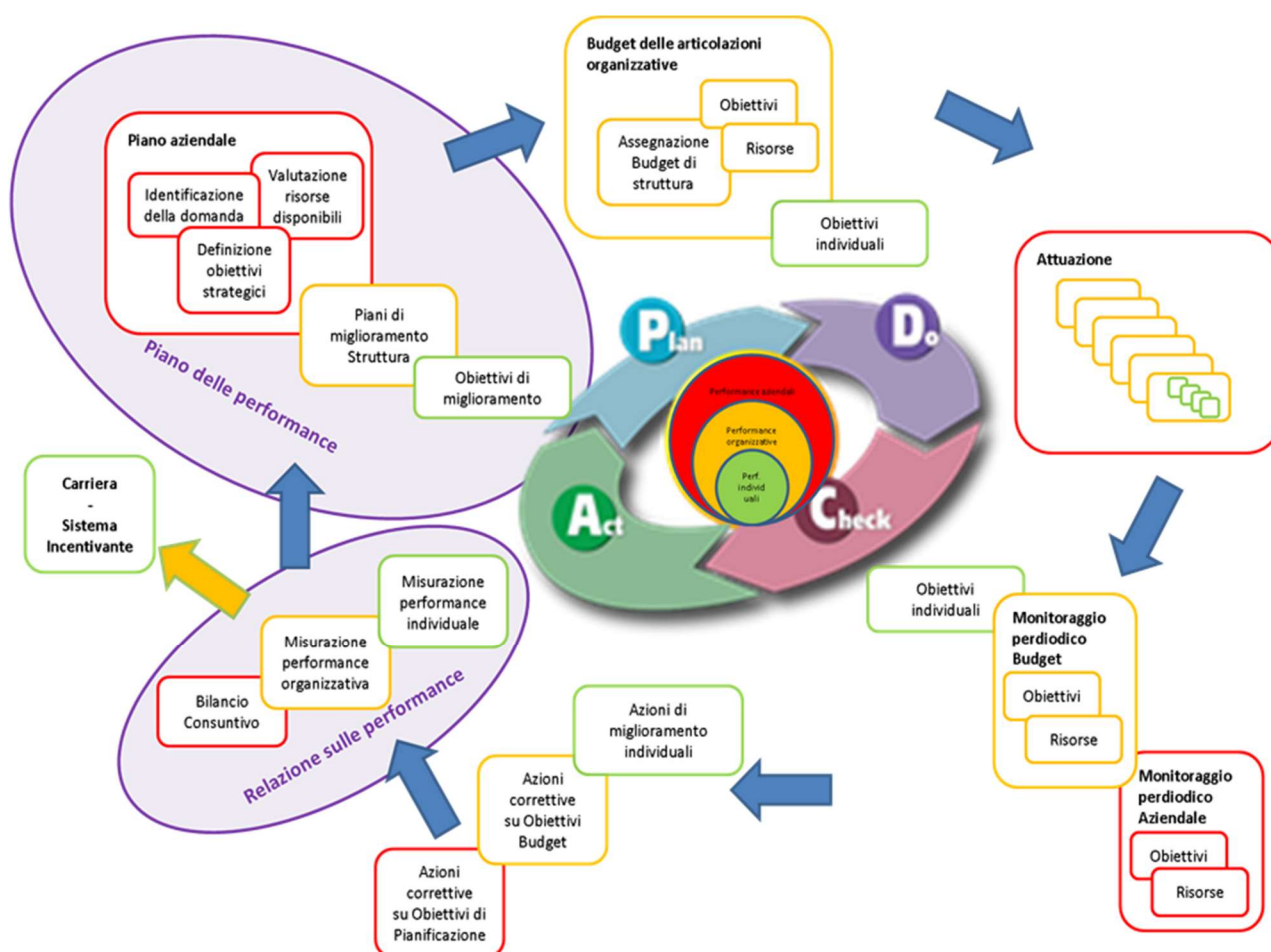 Budget delle articolazioni
organizzative
Obiettivi
Assegnazione
Budget di
struttura
Risorse
Obiettivi
individuali
Piano aziendale
Valutazione
risorse
disponibili
Identificazione
della domanda
Definizione
obiettivi
strategici
Piani di
miglioramento
Struttura
Obiettivi di
miglioramento
Piano delle performance
Attuazione
Plan
Do
Check
Act
Performance aziendali
Performance
organizzative
Perf.
individ
uali
Carriera
-
Sistema
Incentivante
Misurazione
performance
individuale
Misurazione
performance
organizzativa
Bilancio
Consuntivo
Relazione sulle performance
Obiettivi
individuali
Monitoraggio
perdiodico
Budget
Obiettivi
Risorse
Monitoraggio
perdiodico
Aziendale
Obiettivi
Risorse
Azioni di
miglioramento
individuali
Azioni
correttive
su Obiettivi
Budget
Azioni
correttive
su Obiettivi di
Pianificazione